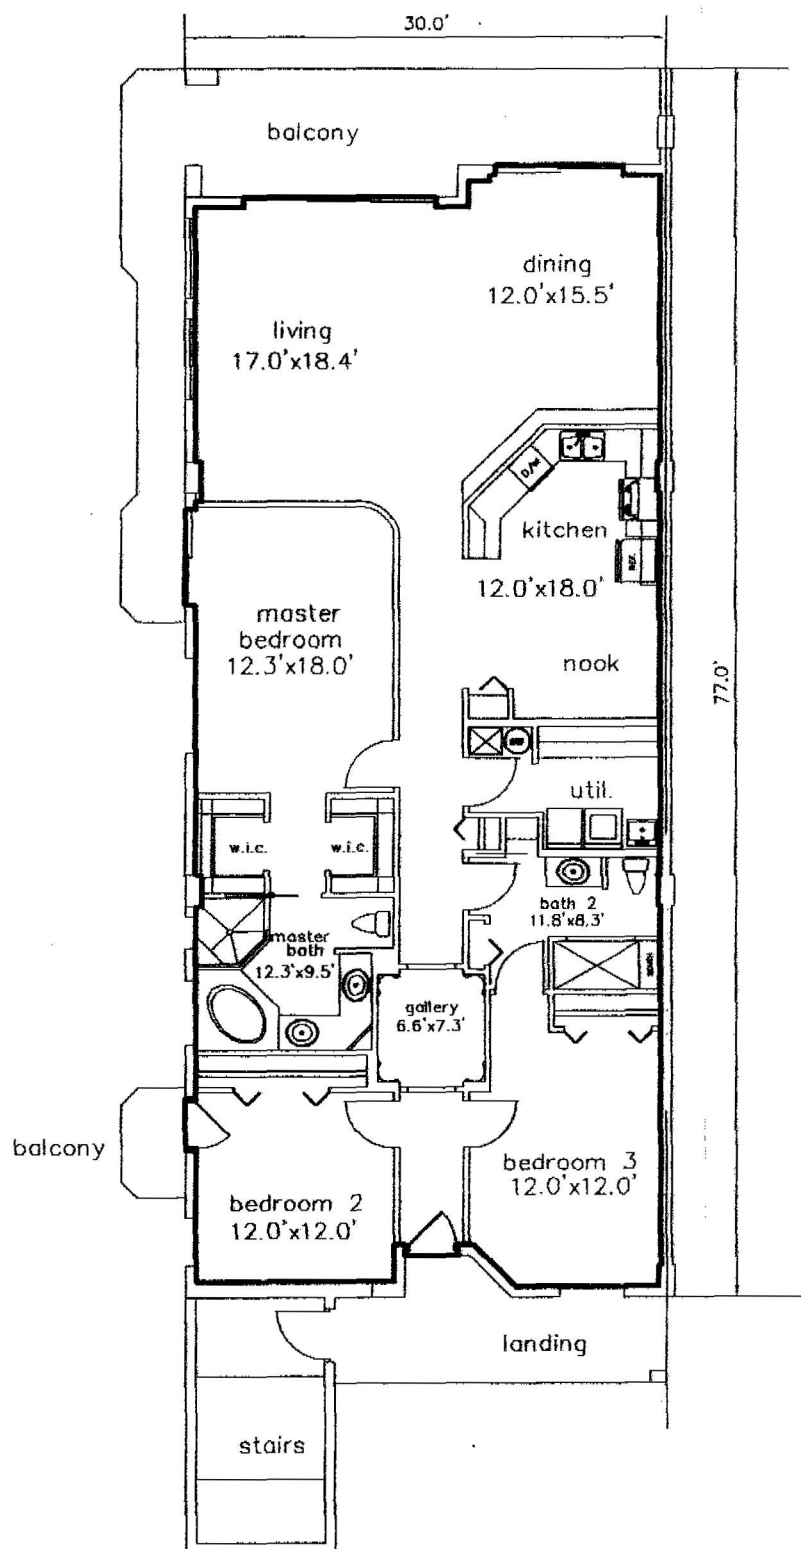 30.0'
balcony
dining
12.0'x15.5'
living
17.0'x18.4'
D/W
kitchen
REF.
12.0'x18.0'
master
bedroom
12.3'x18.0'
nook
77.0'
util.
w.i.c.
w.i.c.
bath 2
11.8'x8.3'
master
bath
12.3'x9.5'
gallery
6.6'x7.3'
balcony
bedroom 3
12.0'x12.0'
bedroom 2
12.0'x12.0'
landing
stairs